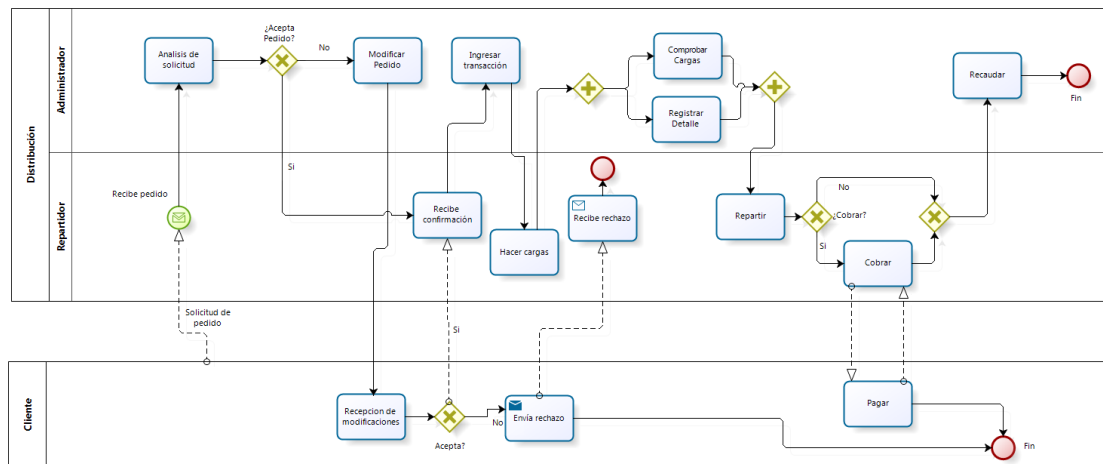 Distribución
Administrador
¿Acepta
Pedido?
No
Analisis de
solicitud
Modificar
Pedido
Ingresar
transacción
Comprobar
Cargas
Registrar
Detalle
Recaudar
Fin
Repartidor
Recibe pedido
Si
Recibe
confirmación
Hacer cargas
Recibe rechazo
Repartir
No
¿Cobrar?
Si
Cobrar
Solicitud de
pedido
Si
Cliente
Recepcion de
modificaciones
Acepta?
No
Envía rechazo
Pagar
Fin